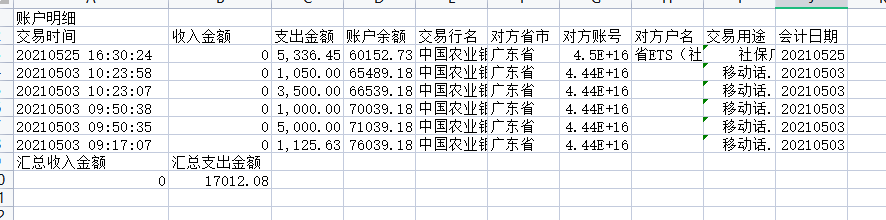 账户明细
交易时间 收入金额 支出金额 账户余额 交易行名 对方省市 对方账号 对方户名 交易用途 会计日期
20210525 16:30:24 0 5,336.45 60152.73 中国农业银 广东省 4.5E+16 省ETS（社 社保 20210525
20210503 10:23:58 0 1,050.00 65489.18 中国农业银 广东省 4.44E+16 移动话. 20210503
20210503 10:23:07 0 3,500.00 66539.18 中国农业银 广东省 4.44E+16 移动话. 20210503
20210503 09:50:38 0 1,000.00 70039.18 中国农业银 广东省 4.44E+16 移动话. 20210503
20210503 09:50:35 0 5,000.00 71039.18 中国农业银 广东省 4.44E+16 移动话. 20210503
20210503 09:17:07 0 1,125.63 76039.18 中国农业银 广东省 4.44E+16 移动话. 20210503
汇总收入金额 汇总支出金额
0 17012.08